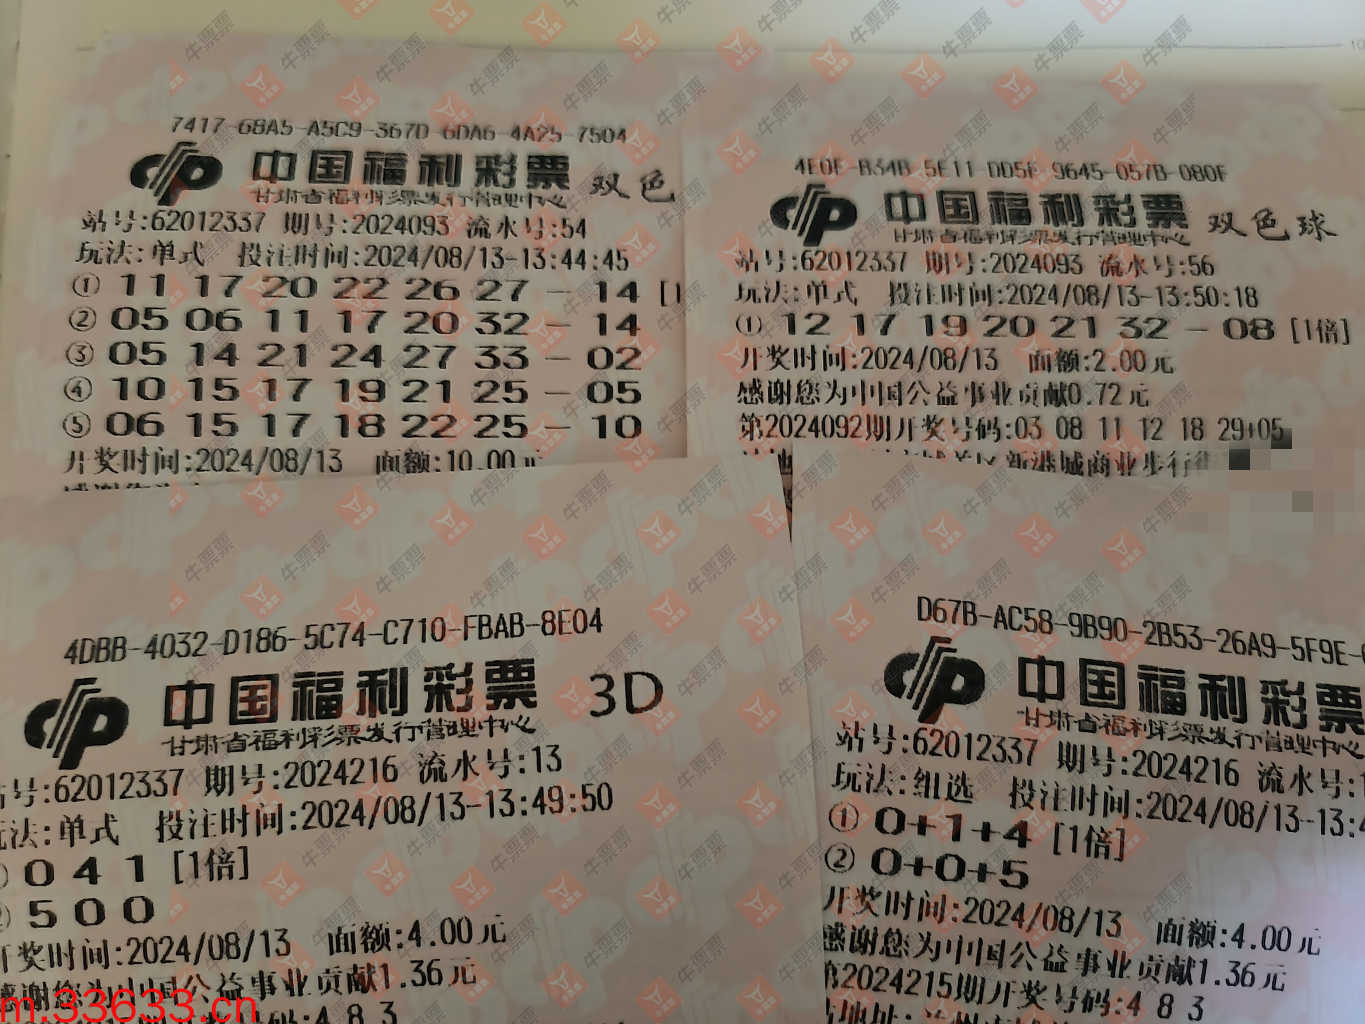 7417-6BA5-A5C9-367D-6DA6-4A25-7504
中国福利彩票 双色
甘肃省福利彩票发行管理中心
站号:62012337 期号:2024093 流水号:54
玩法:单式 投注时间:2024/08/13-13:44:45
① 11 17 20 22 26 27 - 14 [1
② 05 06 11 17 20 32 - 14
③ 05 14 21 24 27 33 - 02
④ 10 15 17 19 21 25 - 05
⑤ 06 15 17 18 22 25 - 10
开奖时间:2024/08/13 面额:10.00元
4E0F-B34B-5E11-DD5F-9645-057B-080F
中国福利彩票 双色球
甘肃省福利彩票发行管理中心
站号:62012337 期号:2024093 流水号:56
玩法:单式 投注时间:2024/08/13-13:50:18
① 12 17 19 20 21 32 - 08 [1倍]
开奖时间:2024/08/13 面额:2.00元
感谢您为中国公益事业贡献0.72元
第2024092期开奖号码:03 08 11 12 18 29+05
新港城商业步行街
4DBB-4032-D186-5C74-C710-FBAB-8E04
中国福利彩票 3D
甘肃省福利彩票发行管理中心
站号:62012337 期号:2024216 流水号:13
玩法:单式 投注时间:2024/08/13-13:49:50
0 4 1 [1倍]
5 0 0
开奖时间:2024/08/13 面额:4.00元
感谢您为中国公益事业贡献1.36元
号码:4 8 3
D67B-AC58-9B90-2B53-26A9-5F9E-
中国福利彩票
甘肃省福利彩票发行管理中心
站号:62012337 期号:2024216 流水号:
玩法:组选 投注时间:2024/08/13-13:4
① 0+1+4 [1倍]
② 0+0+5
开奖时间:2024/08/13 面额:4.00元
感谢您为中国公益事业贡献1.36元
第2024215期开奖号码:4 8 3
m.33633.cn
牛票票